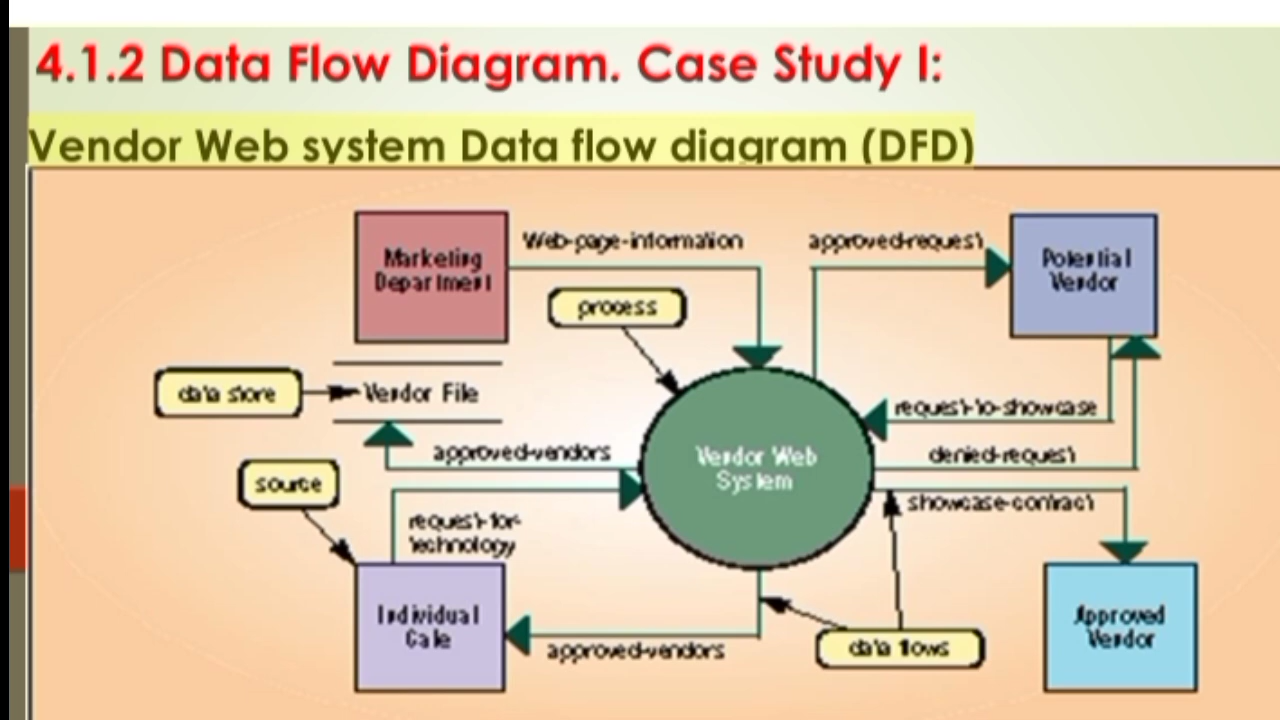 4.1.2 Data Flow Diagram. Case Study I:
Vendor Web system Data flow diagram (DFD)
Marketing
Department
Web-page-information
approved-request
Potential
Vendor
process
data store
Vendor File
request-to-showcase
approved-vendors
Vendor Web
System
denied-request
source
showcase-contract
request-for-
technology
Individual
Gate
approved-vendors
data flows
Approved
Vendor